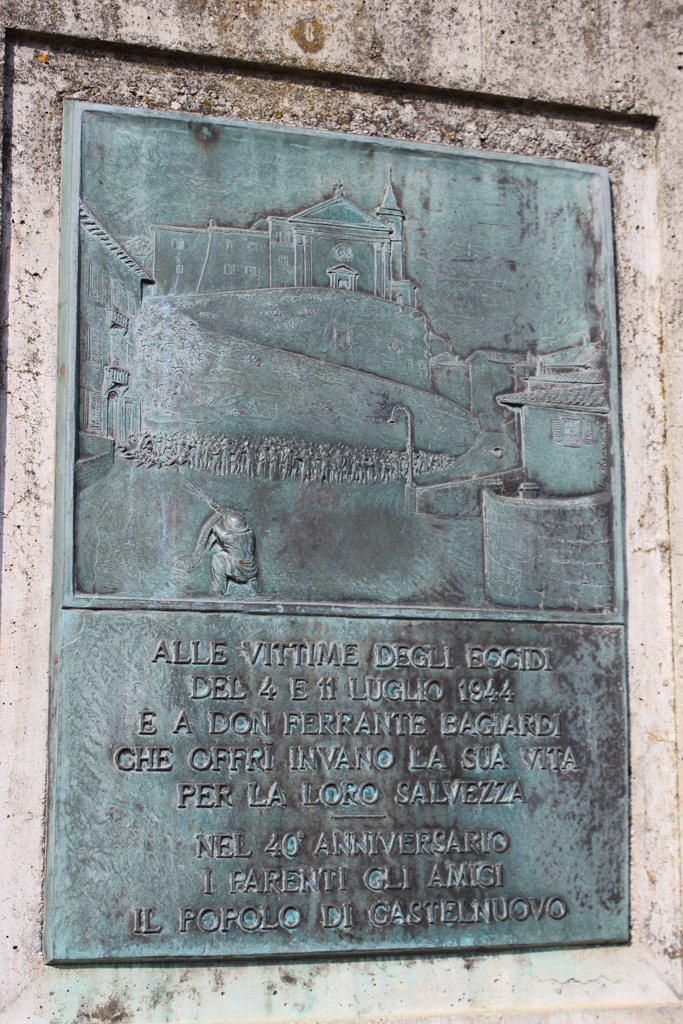 ALLE VITTIME DEGLI ECCIDI
DEL 4 E 11 LUGLIO 1944
E A DON FERRANTE BAGIARDI
CHE OFFRÌ INVANO LA SUA VITA
PER LA LORO SALVEZZA
NEL 40° ANNIVERSARIO
I PARENTI GLI AMICI
IL POPOLO DI CASTELNUOVO